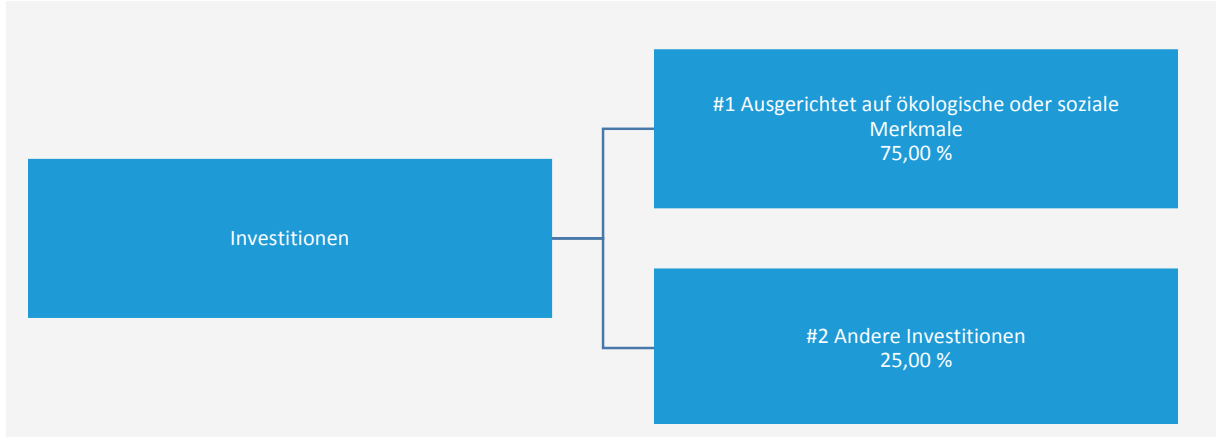 #1 Ausgerichtet auf ökologische oder soziale
Merkmale
75,00 %
Investitionen
#2 Andere Investitionen
25,00 %